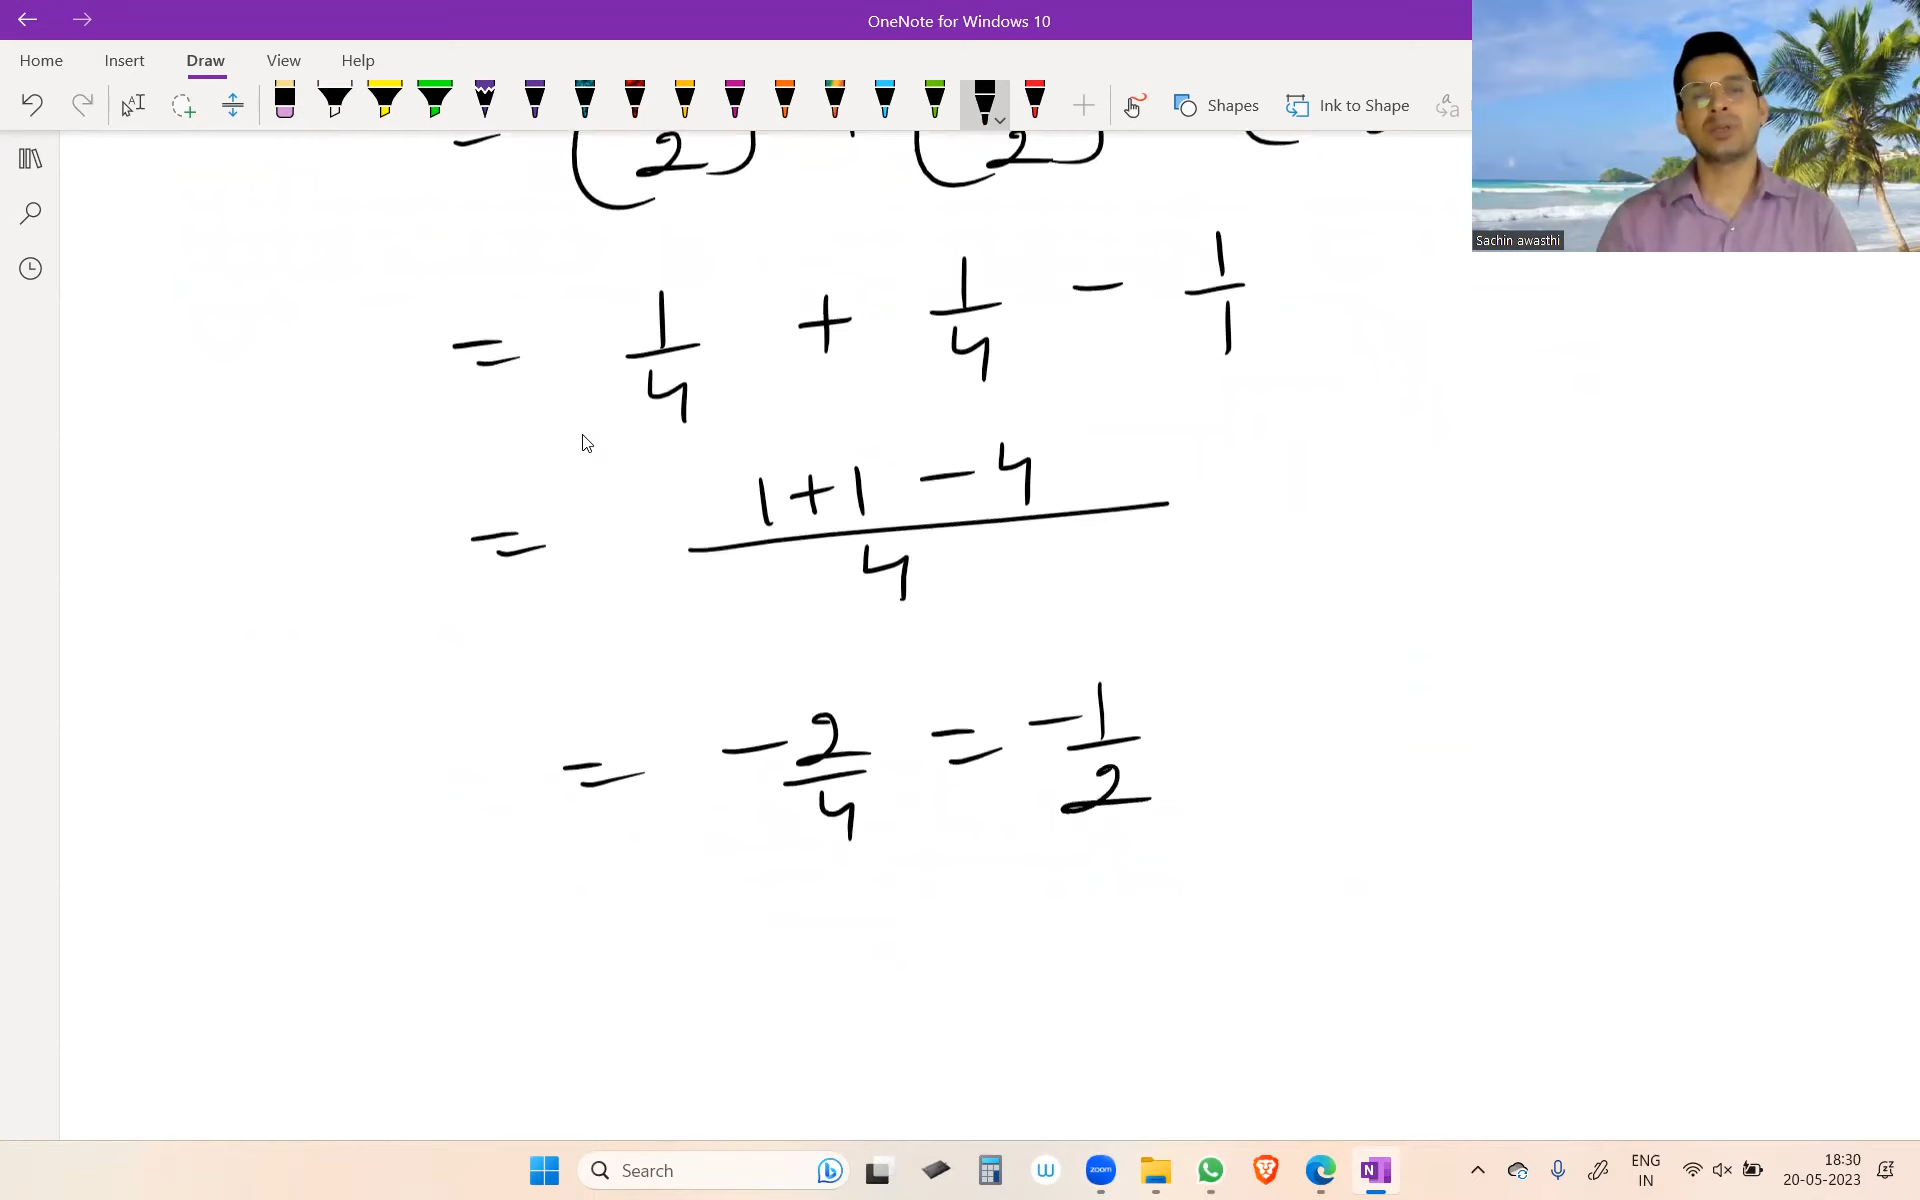 OneNote for Windows 10
Home Insert Draw View Help
Shapes Ink to Shape
Sachin awasthi
= 1/4 + 1/4 - 1/1
= 1+1-4/4
= -2/4 = -1/2
Search
zoom
ENG
IN
18:30
20-05-2023